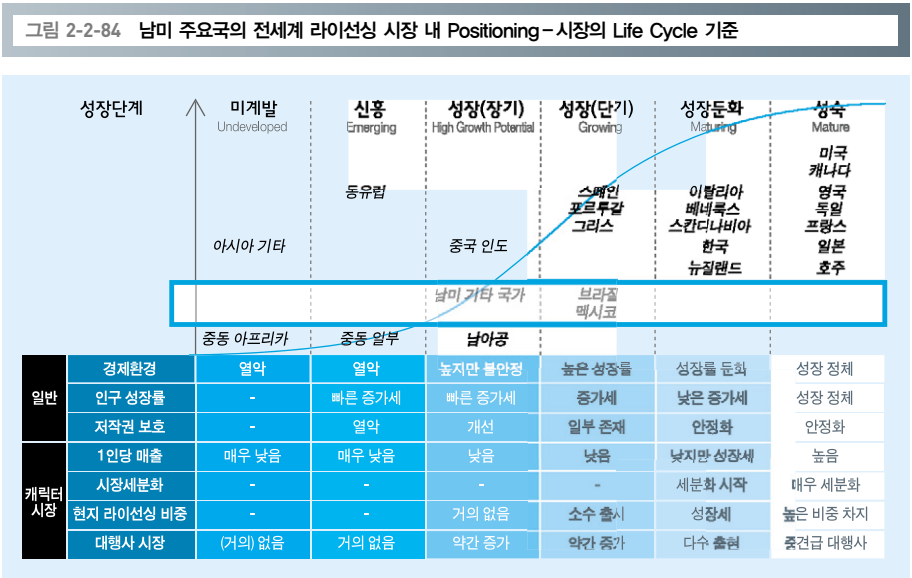 그림 2-2-84 남미 주요국의 전세계 라이선싱 시장 내 Positioning – 시장의 Life Cycle 기준
성장단계 미계발 신흥 성장(장기) 성장(단기) 성장둔화 성숙
Undeveloped Emerging High Growth Potential Growing Maturing Mature
미국
캐나다
동유럽 스페인 이탈리아 영국
포르투갈 베네룩스 독일
그리스 스칸디나비아 프랑스
아시아 기타 중국 인도 한국 일본
뉴질랜드 호주
남미 기타 국가 브라질
멕시코
중동 아프리카 중동 일부 남아공
일반 경제환경 열악 열악 높지만 불안정 높은 성장률 성장률 둔화 성장 정체
인구 성장률 - 빠른 증가세 빠른 증가세 증가세 낮은 증가세 성장 정체
저작권 보호 - 열악 개선 일부 존재 안정화 안정화
캐릭터 시장 1인당 매출 매우 낮음 매우 낮음 낮음 낮음 낮지만 성장세 높음
시장세분화 - - - - 세분화 시작 매우 세분화
현지 라이선싱 비중 - - 거의 없음 소수 출시 성장세 높은 비중 차지
대행사 시장 (거의) 없음 거의 없음 약간 증가 약간 증가 다수 출현 중견급 대행사